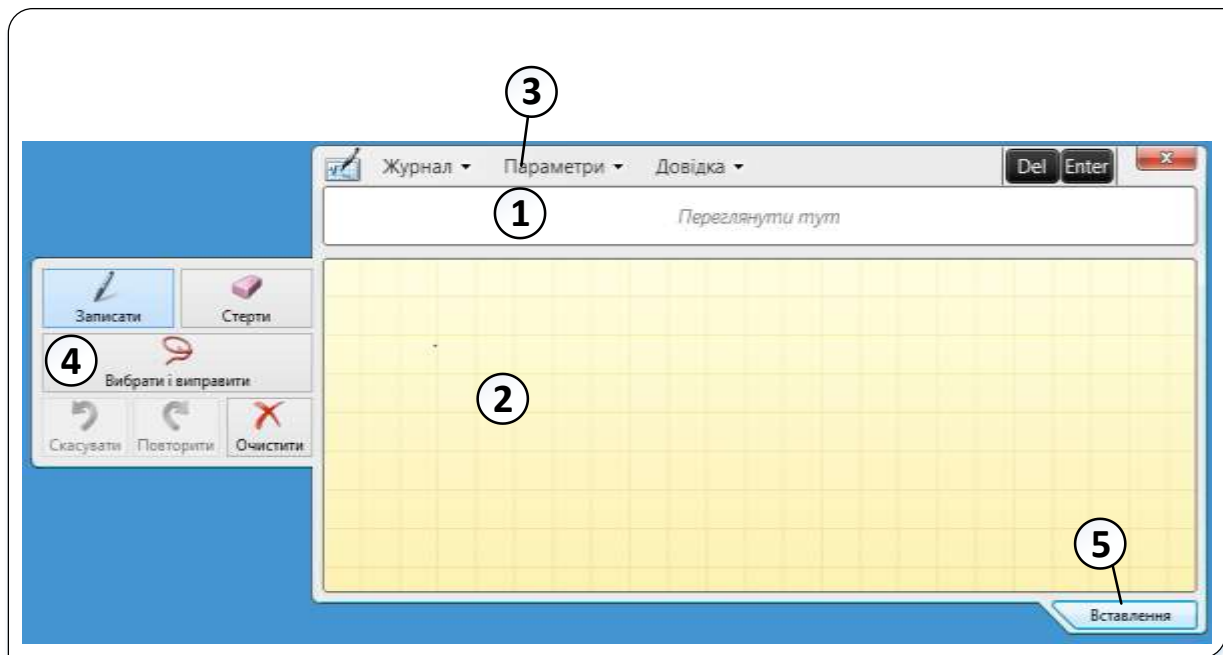 3
Журнал Параметри Довідка Del Enter x
1 Переглянути тут
Записати Стерти
4 Вибрати і виправити
2
Скасувати Повторити Очистити
5
Вставлення